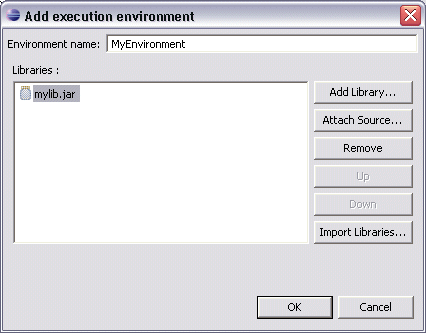 Add execution environment
Environment name: MyEnvironment
Libraries :
mylib.jar
Add Library...
Attach Source...
Remove
Up
Down
Import Libraries...
OK
Cancel